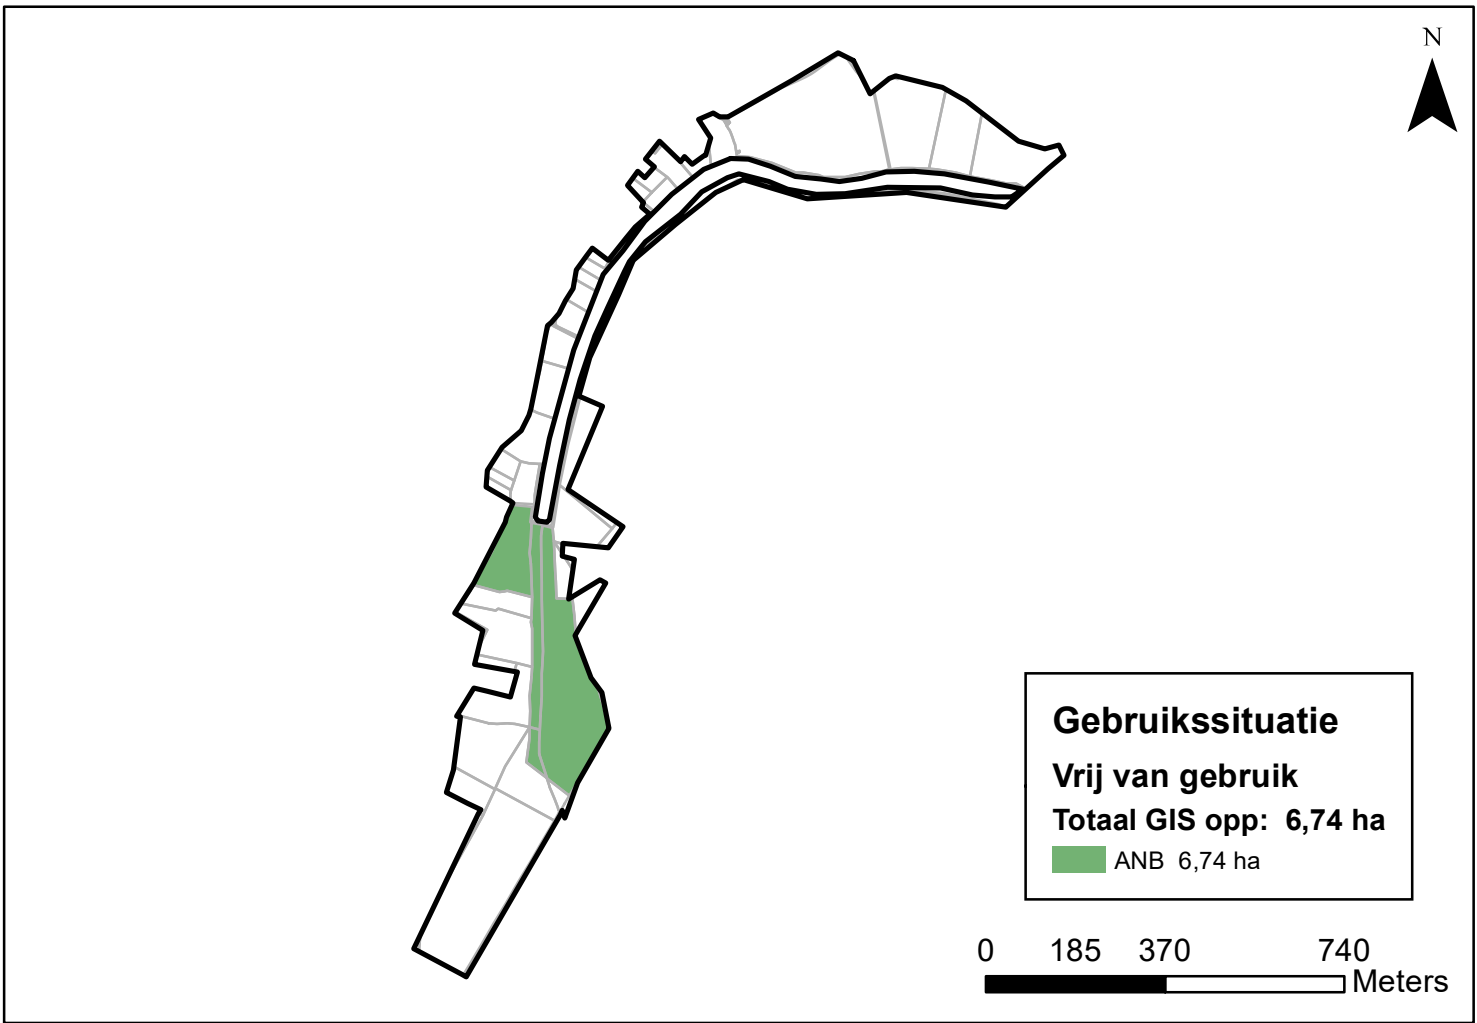 N
Gebruikssituatie
Vrij van gebruik
Totaal GIS opp: 6,74 ha
ANB 6,74 ha
0 185 370 740
Meters